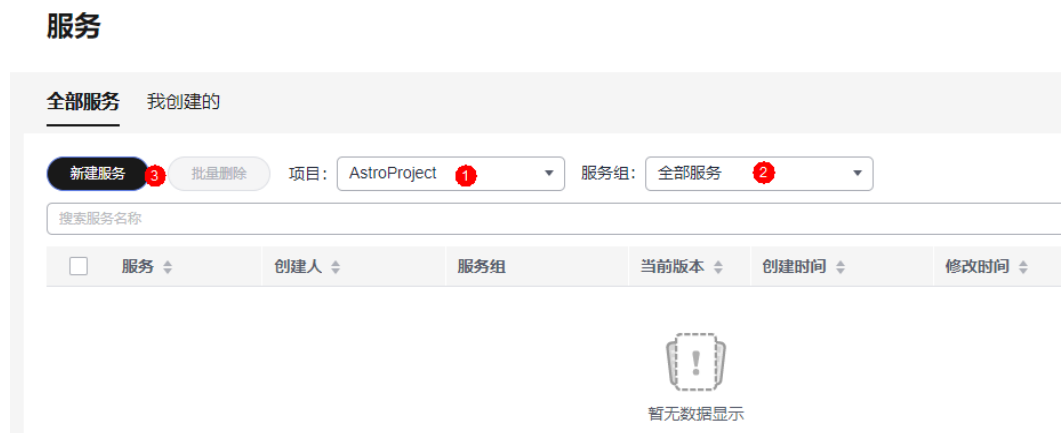 服务
全部服务 我创建的
新建服务 3 批量删除 项目: AstroProject 1 服务组: 全部服务 2
搜索服务名称
服务 创建人 服务组 当前版本 创建时间 修改时间
!
暂无数据显示